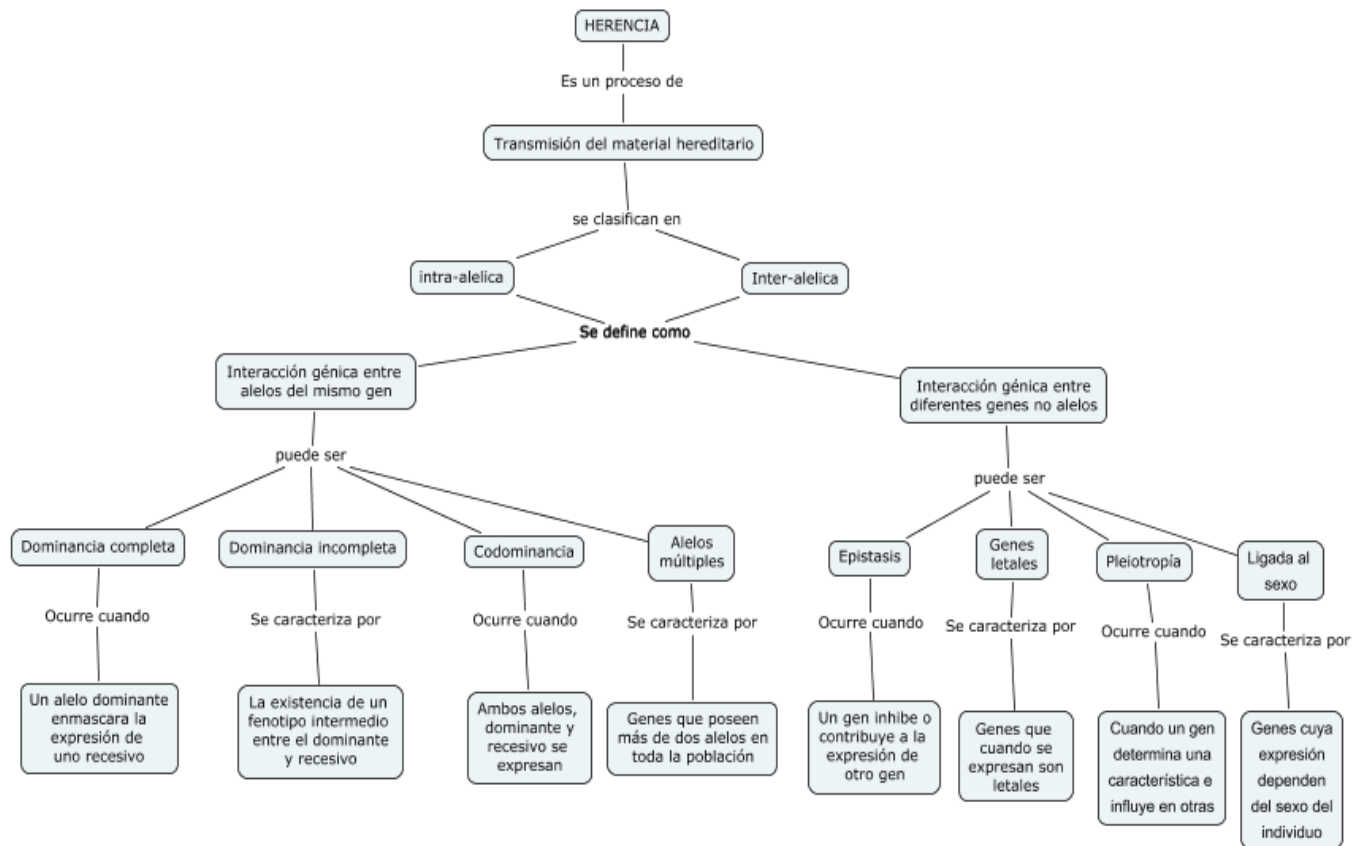 HERENCIA
Es un proceso de
Transmisión del material hereditario
se clasifican en
intra-alelica
Inter-alelica
Se define como
Interacción génica entre
alelos del mismo gen
Interacción génica entre
diferentes genes no alelos
puede ser
puede ser
Dominancia completa
Dominancia incompleta
Codominancia
Alelos
múltiples
Epistasis
Genes
letales
Pleiotropía
Ligada al
sexo
Ocurre cuando
Se caracteriza por
Ocurre cuando
Se caracteriza por
Ocurre cuando
Se caracteriza por
Ocurre cuando
Se caracteriza por
Un alelo dominante
enmascara la
expresión de
uno recesivo
La existencia de un
fenotipo intermedio
entre el dominante
y recesivo
Ambos alelos,
dominante y
recesivo se
expresan
Genes que poseen
más de dos alelos en
toda la población
Un gen inhibe o
contribuye a la
expresión de
otro gen
Genes que
cuando se
expresan son
letales
Cuando un gen
determina una
característica e
influye en otras
Genes cuya
expresión
dependen
del sexo del
individuo